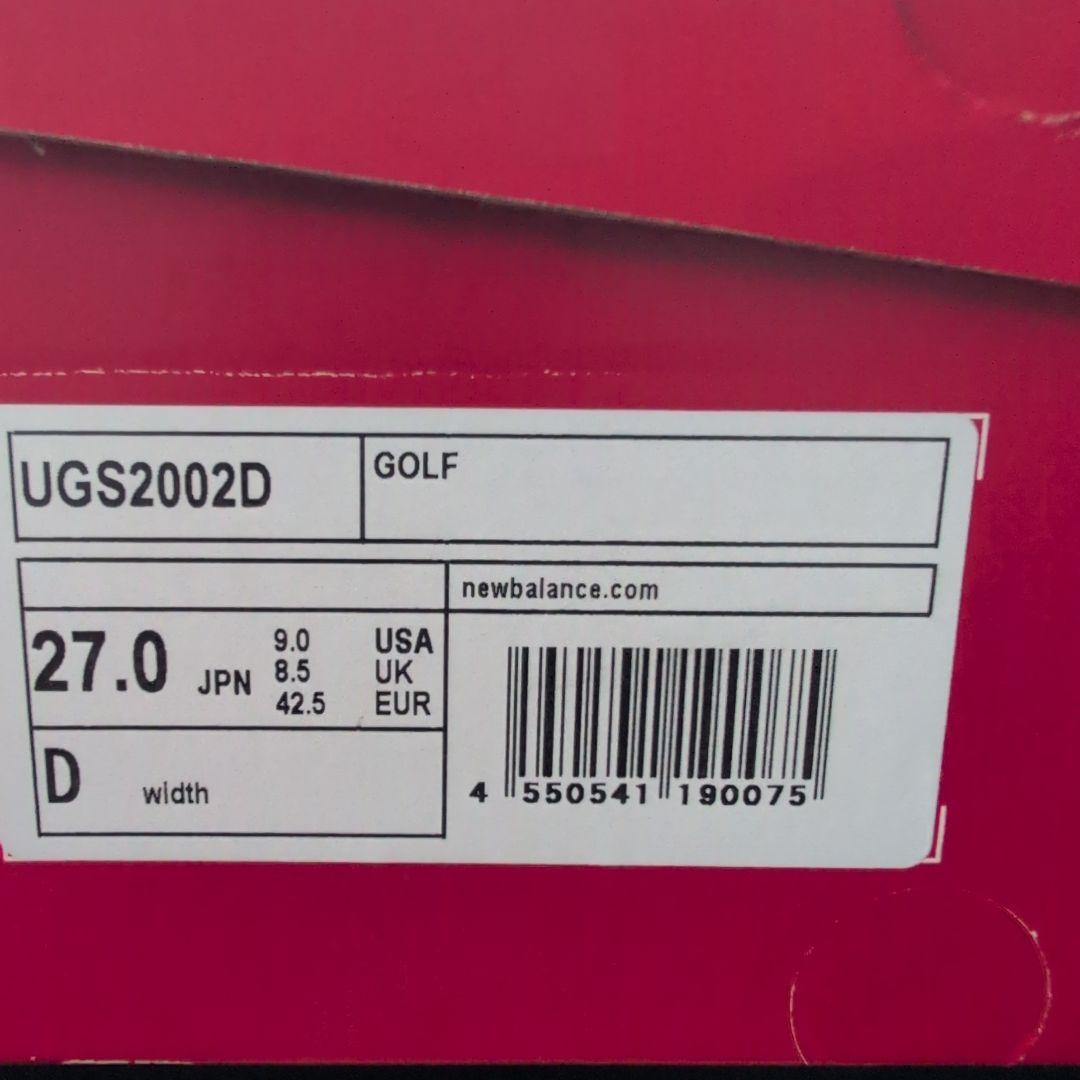 UGS2002D
GOLF
newbalance.com
27.0 JPN
9.0 USA
8.5 UK
42.5 EUR
D width
4 550541 190075